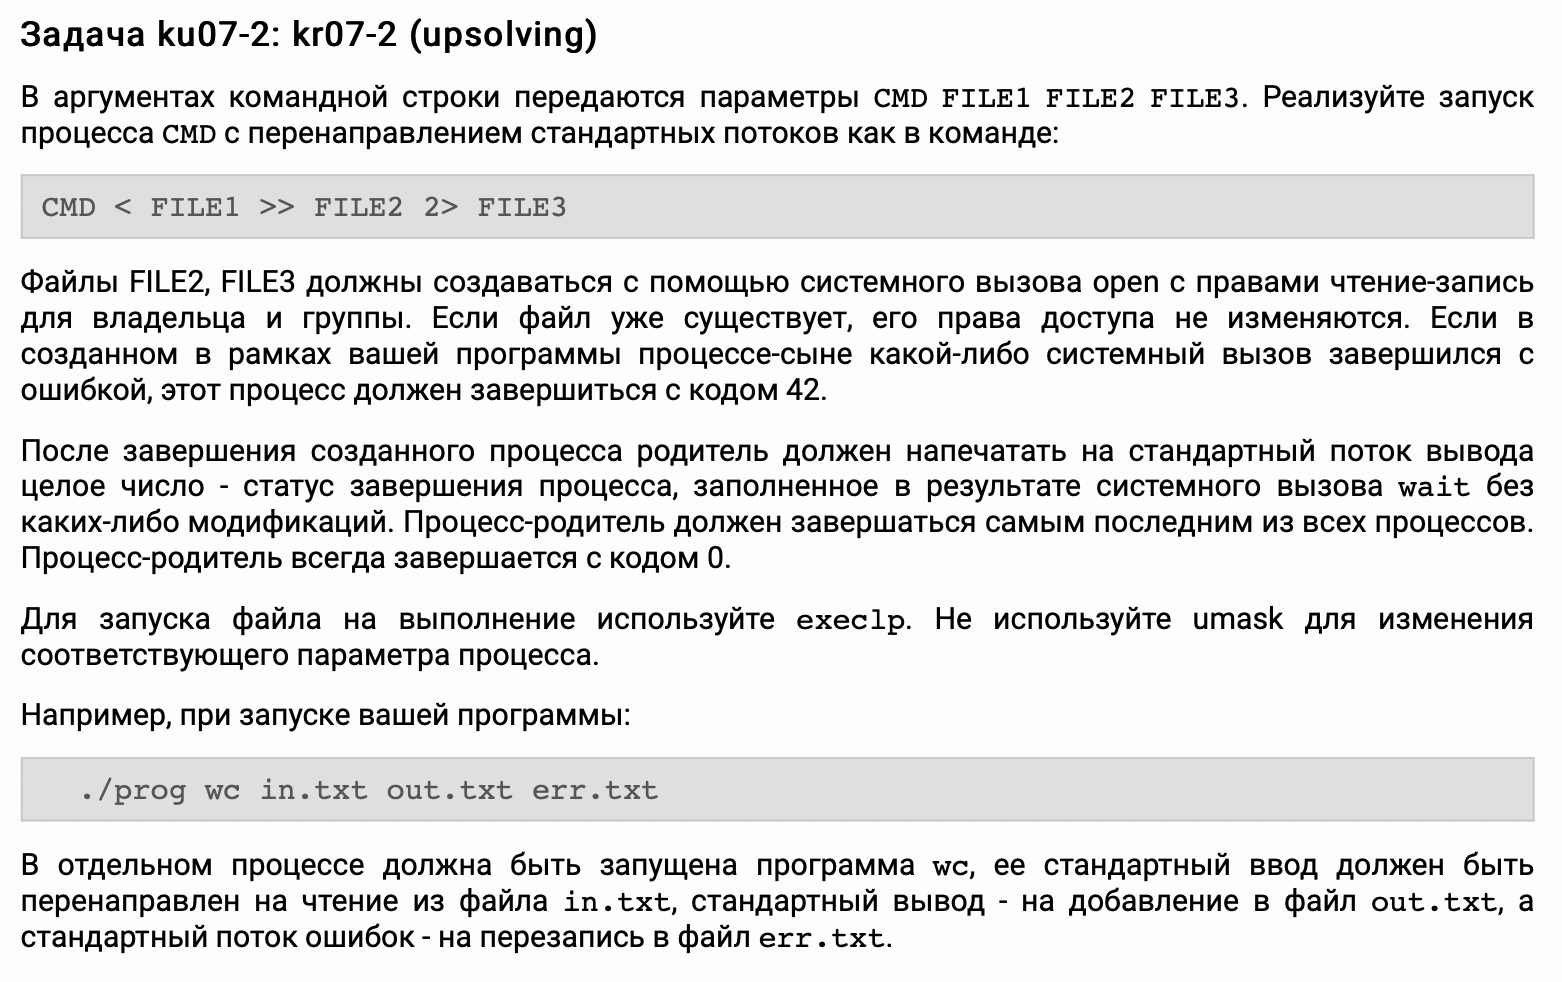 Задача ku07-2: kr07-2 (upsolving)
В аргументах командной строки передаются параметры CMD FILE1 FILE2 FILE3. Реализуйте запуск
процесса CMD с перенаправлением стандартных потоков как в команде:
CMD < FILE1 >> FILE2 2> FILE3
Файлы FILE2, FILE3 должны создаваться с помощью системного вызова open с правами чтение-запись
для владельца и группы. Если файл уже существует, его права доступа не изменяются. Если в
созданном в рамках вашей программы процессе-сыне какой-либо системный вызов завершился с
ошибкой, этот процесс должен завершиться с кодом 42.
После завершения созданного процесса родитель должен напечатать на стандартный поток вывода
целое число - статус завершения процесса, заполненное в результате системного вызова wait без
каких-либо модификаций. Процесс-родитель должен завершаться самым последним из всех процессов.
Процесс-родитель всегда завершается с кодом 0.
Для запуска файла на выполнение используйте execlp. Не используйте umask для изменения
соответствующего параметра процесса.
Например, при запуске вашей программы:
./prog wc in.txt out.txt err.txt
В отдельном процессе должна быть запущена программа wc, ее стандартный ввод должен быть
перенаправлен на чтение из файла in.txt, стандартный вывод - на добавление в файл out.txt, а
стандартный поток ошибок - на перезапись в файл err.txt.